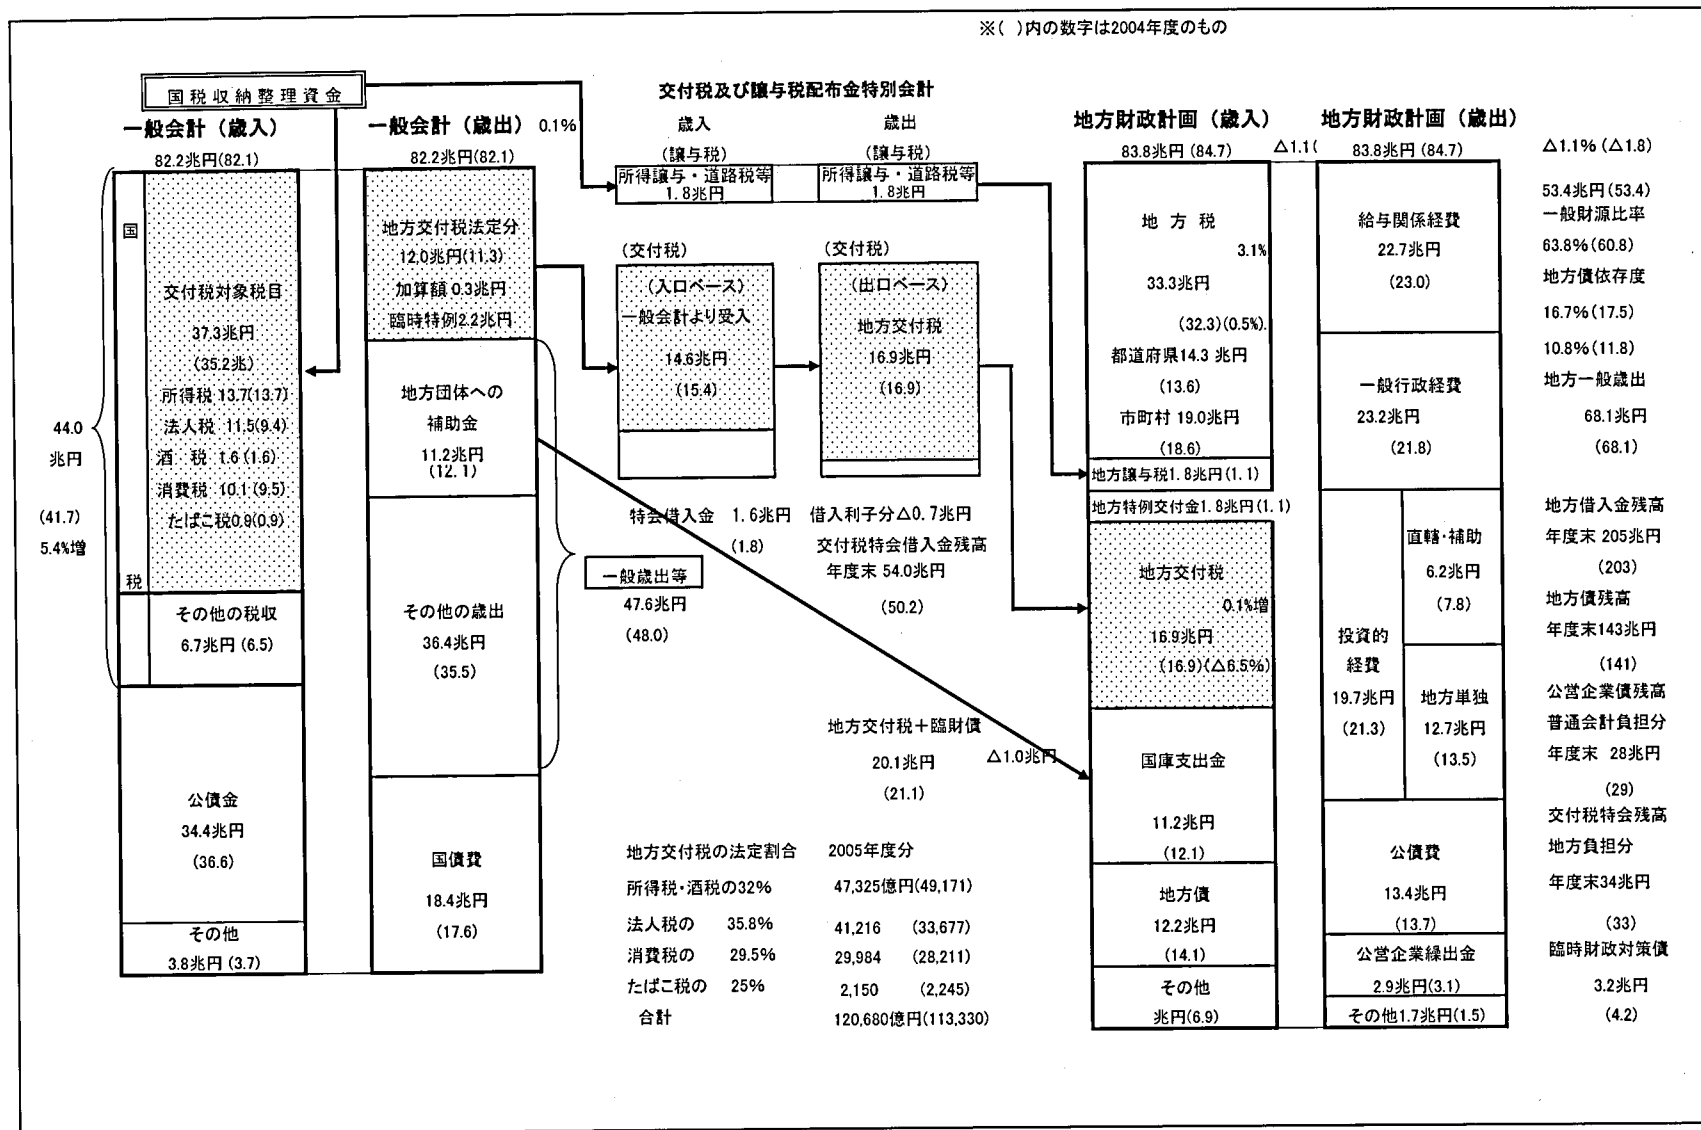 ※( )内の数字は2004年度のもの
国税収納整理資金
一般会計（歳入）
82.2兆円(82.1)
国
税
交付税対象税目
37.3兆円
(35.2兆)
所得税 13.7(13.7)
法人税 11.5(9.4)
酒 税 1.6(1.6)
消費税 10.1(9.5)
たばこ税0.9(0.9)
44.0
兆円
(41.7)
5.4%増
その他の税収
6.7兆円(6.5)
公債金
34.4兆円
(36.6)
その他
3.8兆円(3.7)
一般会計（歳出） 0.1%
82.2兆円(82.1)
地方交付税法定分
12.0兆円(11.3)
加算額0.3兆円
臨時特例2.2兆円
地方団体への
補助金
11.2兆円
(12.1)
その他の歳出
36.4兆円
(35.5)
国債費
18.4兆円
(17.6)
一般歳出等
47.6兆円
(48.0)
交付税及び譲与税配布金特別会計
歳入
(譲与税)
所得譲与・道路税等
1.8兆円
歳出
(譲与税)
所得譲与・道路税等
1.8兆円
(交付税)
(入口ベース)
一般会計より受入
14.6兆円
(15.4)
(交付税)
(出口ベース)
地方交付税
16.9兆円
(16.9)
特会借入金 1.6兆円
(1.8)
借入利子分△0.7兆円
交付税特会借入金残高
年度末 54.0兆円
(50.2)
地方交付税＋臨財債
20.1兆円 △1.0兆円
(21.1)
地方交付税の法定割合 2005年度分
所得税・酒税の32% 47,325億円(49,171)
法人税の 35.8% 41,216 (33,677)
消費税の 29.5% 29,984 (28,211)
たばこ税の 25% 2,150 (2,245)
合計 120,680億円(113,330)
地方財政計画（歳入）
83.8兆円(84.7) △1.1(
地 方 税
3.1%
33.3兆円
(32.3)(0.5%).
都道府県14.3 兆円
(13.6)
市町村 19.0兆円
(18.6)
地方譲与税1.8兆円(1.1)
地方特例交付金1.8兆円(1.1)
地方交付税
0.1%増
16.9兆円
(16.9)(△6.5%)
国庫支出金
11.2兆円
(12.1)
地方債
12.2兆円
(14.1)
その他
兆円(6.9)
地方財政計画（歳出）
83.8兆円(84.7)
給与関係経費
22.7兆円
(23.0)
一般行政経費
23.2兆円
(21.8)
投資的
経費
19.7兆円
(21.3)
直轄・補助
6.2兆円
(7.8)
地方単独
12.7兆円
(13.5)
公債費
13.4兆円
(13.7)
公営企業繰出金
2.9兆円(3.1)
その他1.7兆円(1.5)
△1.1%(△1.8)
53.4兆円(53.4)
一般財源比率
63.8%(60.8)
地方債依存度
16.7%(17.5)
10.8%(11.8)
地方一般歳出
68.1兆円
(68.1)
地方借入金残高
年度末 205兆円
(203)
地方債残高
年度末143兆円
(141)
公営企業債残高
普通会計負担分
年度末 28兆円
(29)
交付税特会残高
地方負担分
年度末34兆円
(33)
臨時財政対策債
3.2兆円
(4.2)